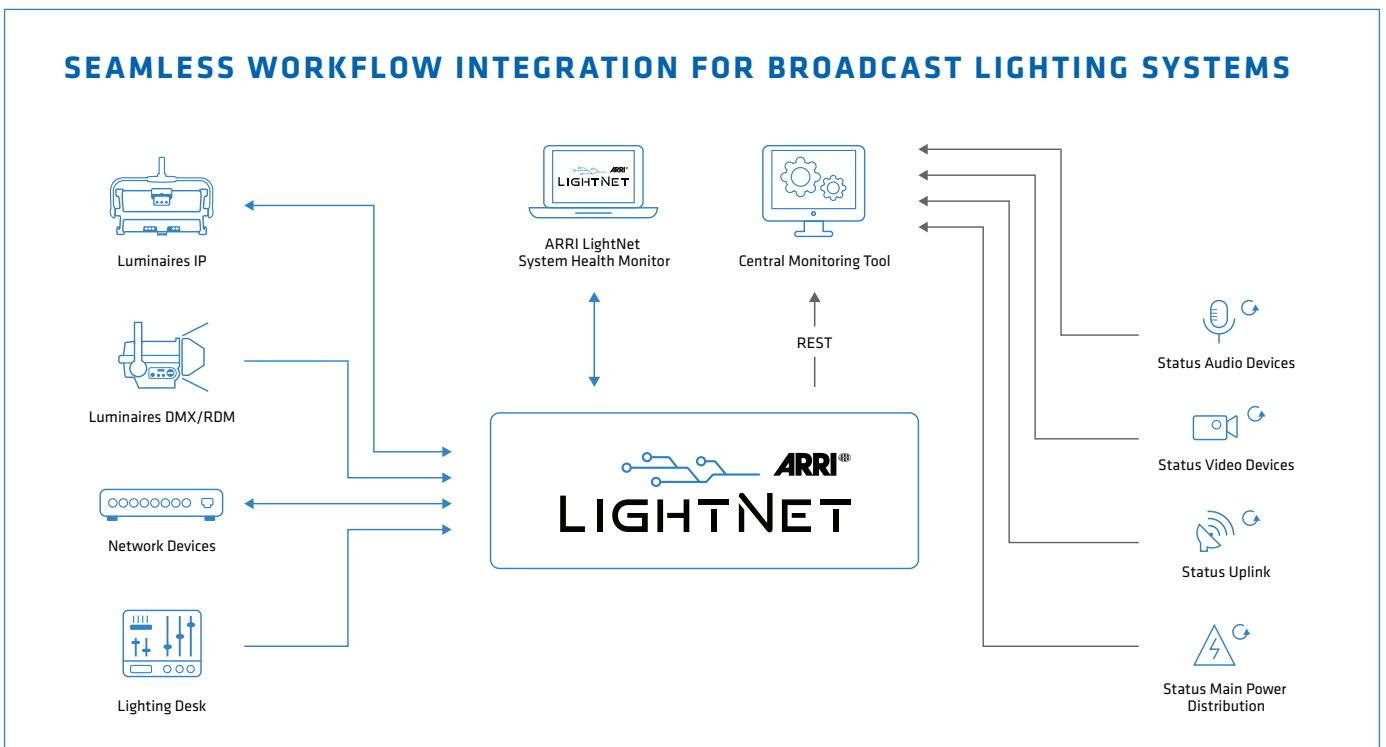 SEAMLESS WORKFLOW INTEGRATION FOR BROADCAST LIGHTING SYSTEMS
Luminaires IP
ARRI
LIGHTNET
ARRI LightNet
System Health Monitor
Central Monitoring Tool
REST
Luminaires DMX/RDM
Network Devices
Lighting Desk
ARRI®
LIGHTNET
Status Audio Devices
Status Video Devices
Status Uplink
Status Main Power
Distribution